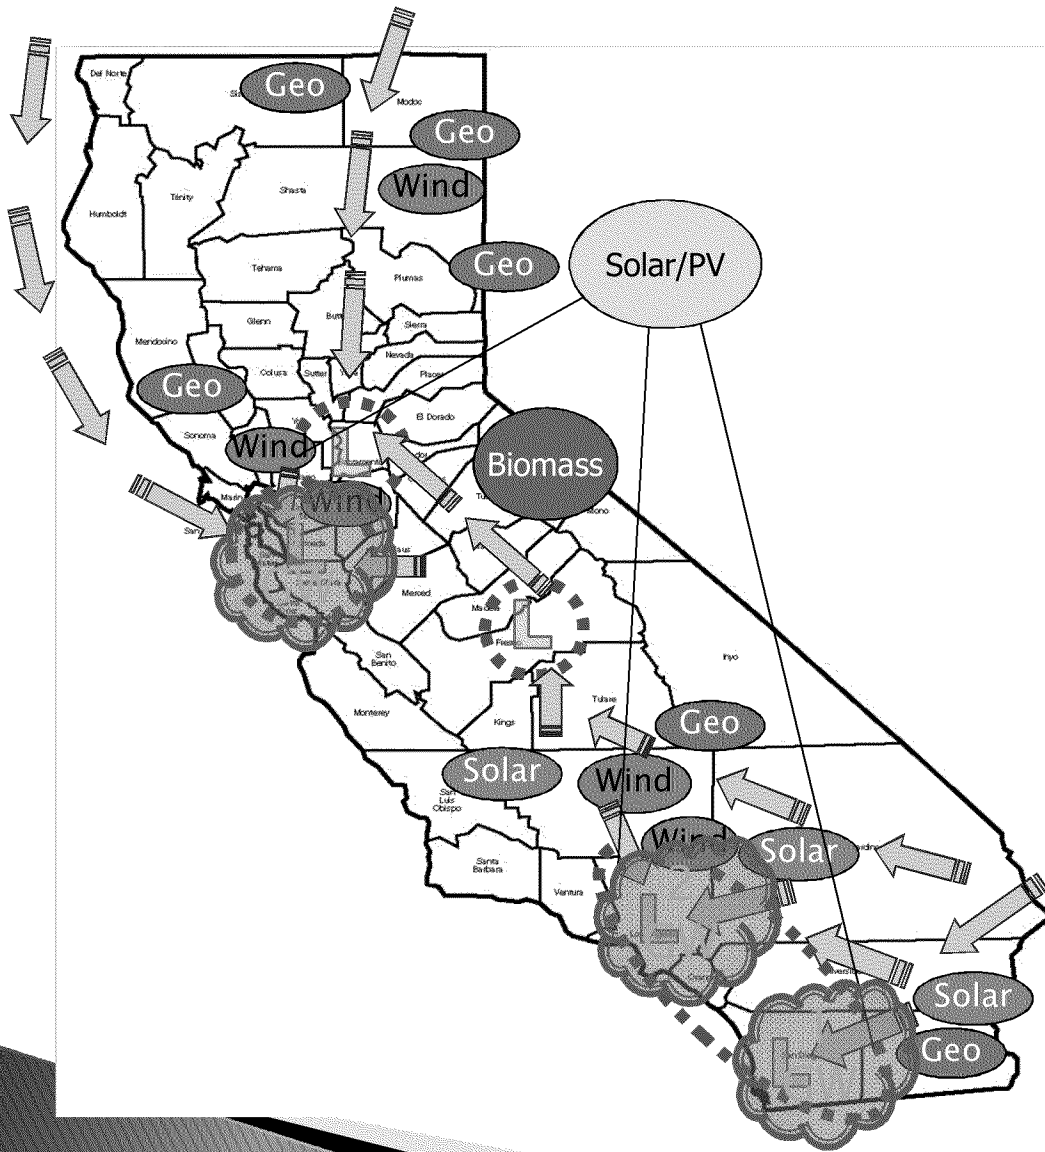 Del Norte
Geo
Modoc
Geo
Shasta
Wind
Trinity
Humboldt
Tehama
Plumas
Geo
Solar/PV
Glenn
Sierra
Mendocino
Nevada
Colusa
Sutter
Placer
Geo
El Dorado
Sonoma
Wind
L
Biomass
Wind
L
Merced
L
San
Benito
Inyo
Monterey
Kings
Tulare
Geo
Solar
Wind
San
Luis
Obispo
Wind
Solar
Santa
Barbara
Ventura
L
Solar
L
Geo